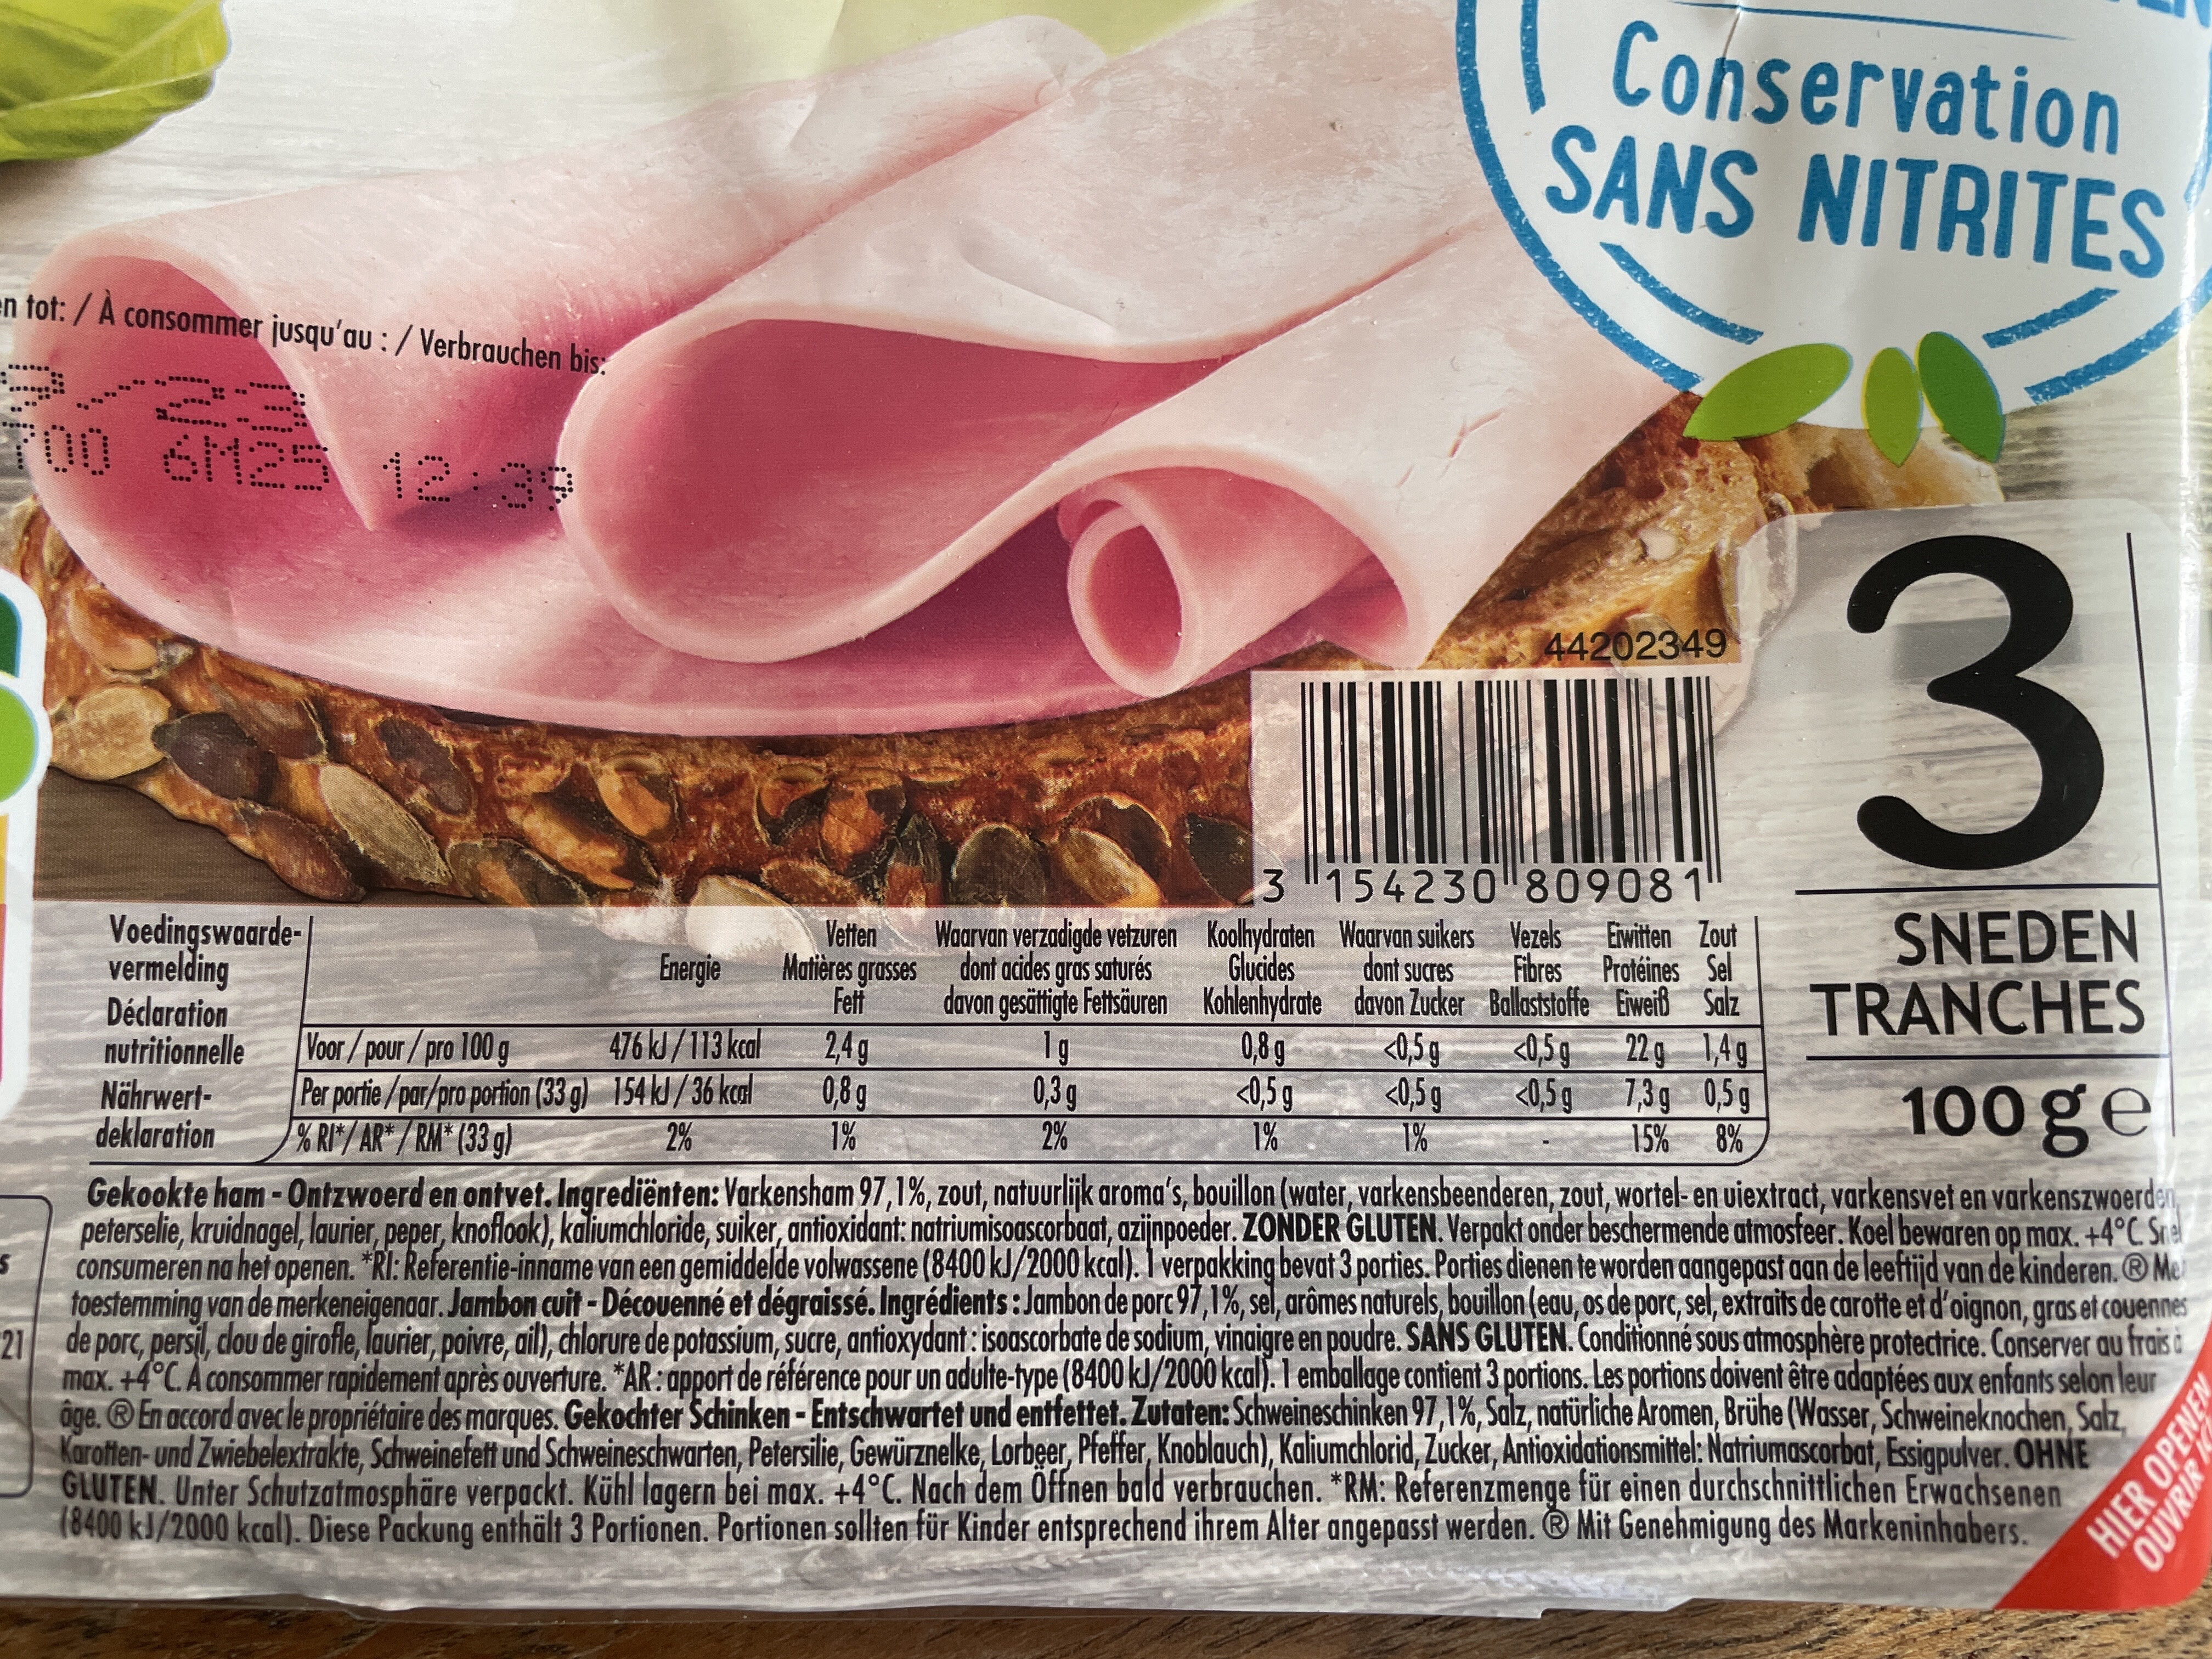 Conservation
SANS NITRITES
tot: / À consommer jusqu'au : / Verbrauchen bis:
/23
700 6M25 12:39
44202349
3 154230 809081
3
SNEDEN
TRANCHES
100 g e
Voedingswaarde-
vermelding
Déclaration
nutritionnelle
Nährwert-
deklaration
Energie
Vetten
Matières grasses
Fett
Waarvan verzadigde vetzuren
dont acides gras saturés
davon gesättigte Fettsäuren
Koolhydraten
Glucides
Kohlenhydrate
Waarvan suikers
dont sucres
davon Zucker
Vezels
Fibres
Ballaststoffe
Eiwitten
Protéines
Eiweiß
Zout
Sel
Salz
Voor / pour / pro 100 g 476 kJ / 113 kcal 2,4 g 1 g 0,8 g <0,5 g <0,5 g 22 g 1,4 g
Per portie / par/pro portion (33 g) 154 kJ / 36 kcal 0,8 g 0,3 g <0,5 g <0,5 g <0,5 g 7,3 g 0,5 g
% RI*/ AR* / RM* (33 g) 2% 1% 2% 1% 1% - 15% 8%
Gekookte ham - Ontzwoerd en ontvet. Ingrediënten: Varkensham 97,1%, zout, natuurlijk aroma's, bouillon (water, varkensbeenderen, zout, wortel- en uiextract, varkensvet en varkenszwoerden,
peterselie, kruidnagel, laurier, peper, knoflook), kaliumchloride, suiker, antioxidant: natriumisoascorbaat, azijnpoeder. ZONDER GLUTEN. Verpakt onder beschermende atmosfeer. Koel bewaren op max. +4°C. Snel
consumeren na het openen. *RI: Referentie-inname van een gemiddelde volwassene (8400 kJ/2000 kcal). 1 verpakking bevat 3 porties. Porties dienen te worden aangepast aan de leeftijd van de kinderen. ® Met
toestemming van de merkeneigenaar. Jambon cuit - Découenné et dégraissé. Ingrédients : Jambon de porc 97,1%, sel, arômes naturels, bouillon (eau, os de porc, sel, extraits de carotte et d'oignon, gras et couennes
de porc, persil, clou de girofle, laurier, poivre, ail), chlorure de potassium, sucre, antioxydant : isoascorbate de sodium, vinaigre en poudre. SANS GLUTEN. Conditionné sous atmosphère protectrice. Conserver au frais à
max. +4°C. À consommer rapidement après ouverture. *AR : apport de référence pour un adulte-type (8400 kJ/2000 kcal). 1 emballage contient 3 portions. Les portions doivent être adaptées aux enfants selon leur
âge. ® En accord avec le propriétaire des marques. Gekochter Schinken - Entschwartet und entfettet. Zutaten: Schweineschinken 97,1%, Salz, natürliche Aromen, Brühe (Wasser, Schweineknochen, Salz,
Karotten- und Zwiebelextrakte, Schweinefett und Schweineschwarten, Petersilie, Gewürznelke, Lorbeer, Pfeffer, Knoblauch), Kaliumchlorid, Zucker, Antioxidationsmittel: Natriumascorbat, Essigpulver. OHNE
GLUTEN. Unter Schutzatmosphäre verpackt. Kühl lagern bei max. +4°C. Nach dem Öffnen bald verbrauchen. *RM: Referenzmenge für einen durchschnittlichen Erwachsenen
(8400 kJ/2000 kcal). Diese Packung enthält 3 Portionen. Portionen sollten für Kinder entsprechend ihrem Alter angepasst werden. ® Mit Genehmigung des Markeninhabers.
21
HIER OPENEN
OUVRIR